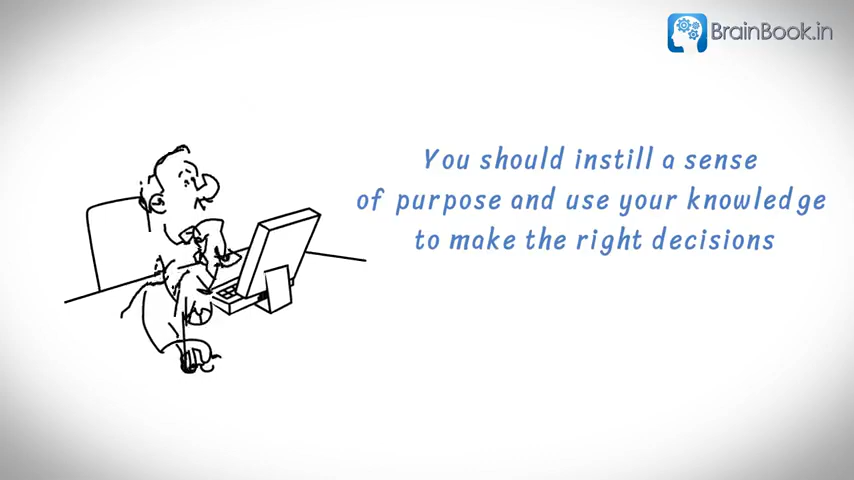 BrainBook.in
You should instill a sense
of purpose and use your knowledge
to make the right decisions